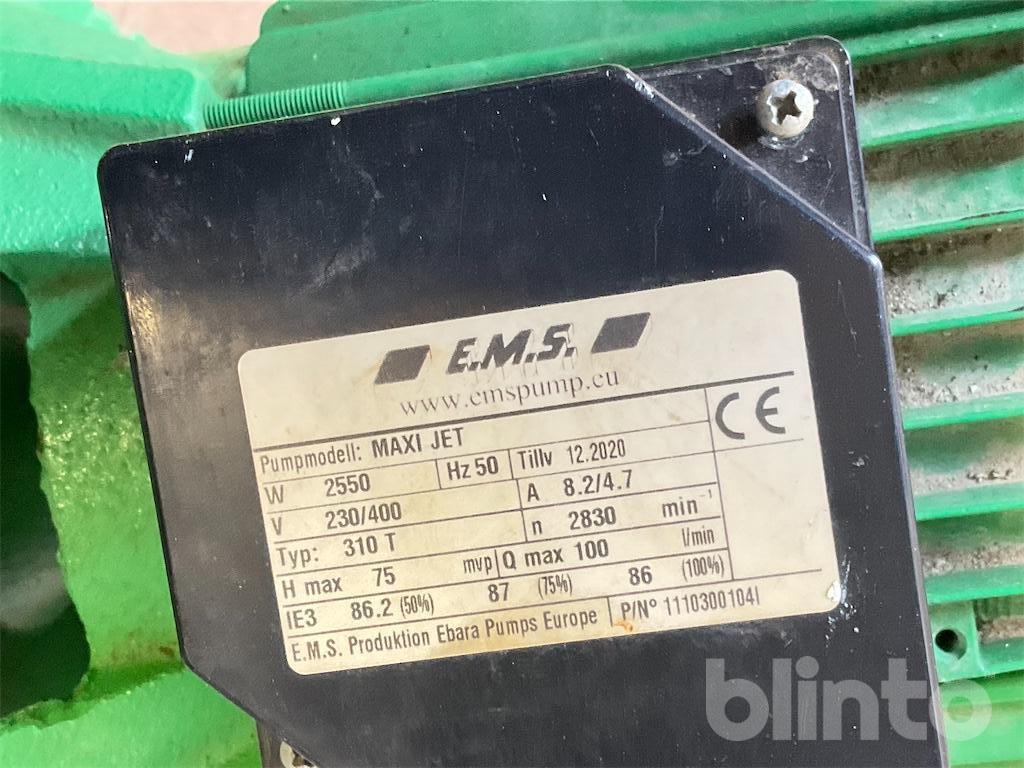 E.M.S.
www.emspump.eu
Pumpmodell: MAXI JET
W 2550 Hz 50 Tillv 12.2020
V 230/400 A 8.2/4.7
Typ: 310 T n 2830 min⁻¹
H max 75 mvp Q max 100 l/min
IE3 86.2 (50%) 87 (75%) 86 (100%)
E.M.S. Produktion Ebara Pumps Europe P/N° 1110300104I
CE
blinto